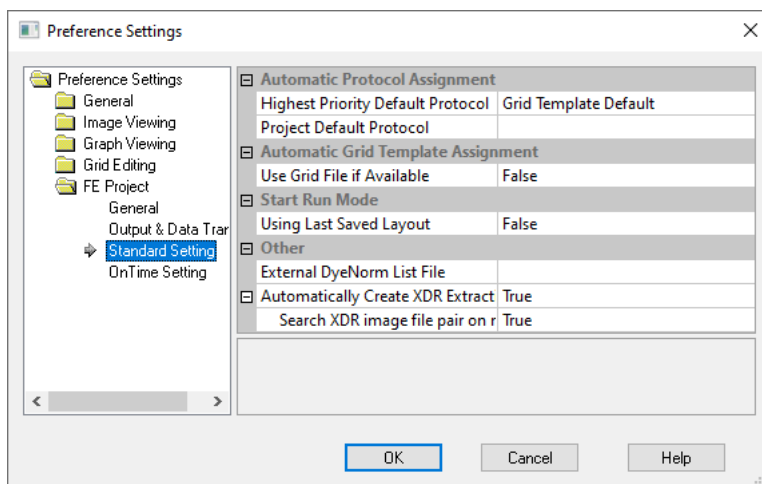 Preference Settings
Preference Settings
General
Image Viewing
Graph Viewing
Grid Editing
FE Project
General
Output & Data Tran
Standard Setting
OnTime Setting
Automatic Protocol Assignment
Highest Priority Default Protocol Grid Template Default
Project Default Protocol
Automatic Grid Template Assignment
Use Grid File if Available False
Start Run Mode
Using Last Saved Layout False
Other
External DyeNorm List File
Automatically Create XDR Extract True
Search XDR image file pair on r True
OK Cancel Help